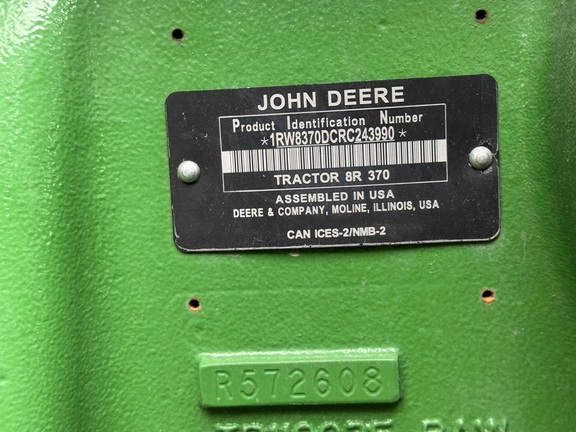 JOHN DEERE
Product Identification Number
*1RW8370DCRC243990*
TRACTOR 8R 370
ASSEMBLED IN USA
DEERE & COMPANY, MOLINE, ILLINOIS, USA
CAN ICES-2/NMB-2
R572608